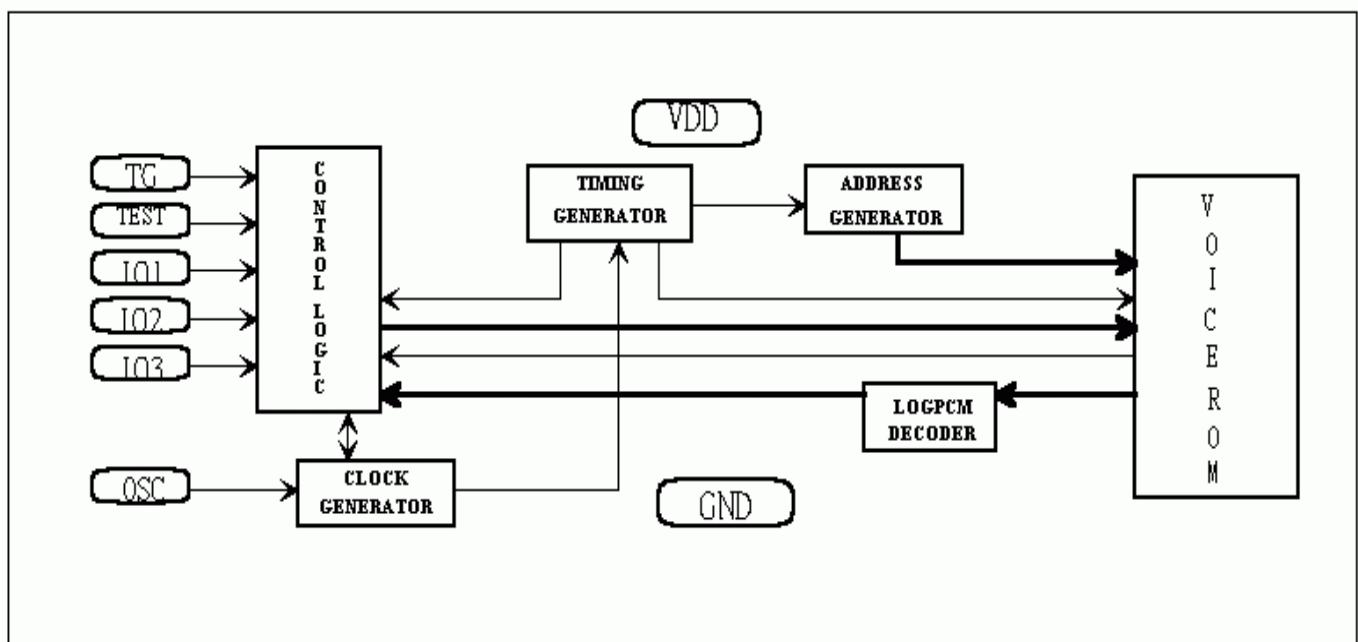 VDD
TG
TEST
IO1
IO2
IO3
OSC
CONTROL LOGIC
TIMING
GENERATOR
ADDRESS
GENERATOR
VOICE ROM
LOGPCM
DECODER
CLOCK
GENERATOR
GND